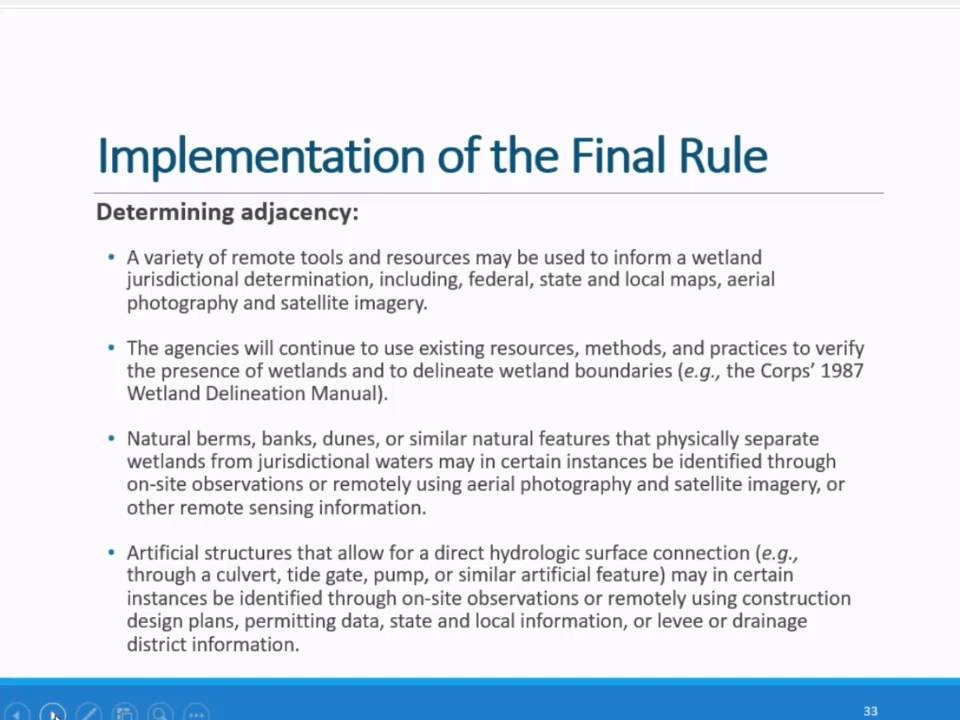 Implementation of the Final Rule
Determining adjacency:
• A variety of remote tools and resources may be used to inform a wetland
jurisdictional determination, including, federal, state and local maps, aerial
photography and satellite imagery.
• The agencies will continue to use existing resources, methods, and practices to verify
the presence of wetlands and to delineate wetland boundaries (e.g., the Corps’ 1987
Wetland Delineation Manual).
• Natural berms, banks, dunes, or similar natural features that physically separate
wetlands from jurisdictional waters may in certain instances be identified through
on-site observations or remotely using aerial photography and satellite imagery, or
other remote sensing information.
• Artificial structures that allow for a direct hydrologic surface connection (e.g.,
through a culvert, tide gate, pump, or similar artificial feature) may in certain
instances be identified through on-site observations or remotely using construction
design plans, permitting data, state and local information, or levee or drainage
district information.
33